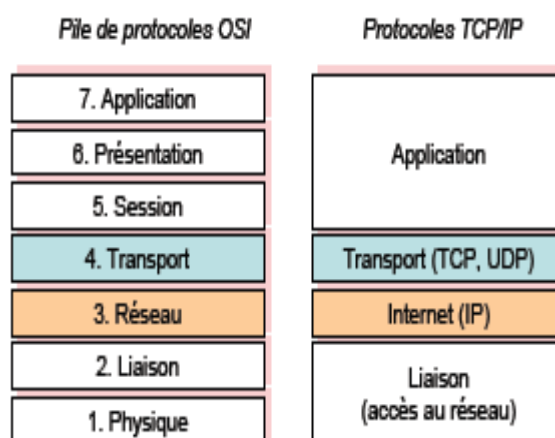 Pile de protocoles OSI
7. Application
6. Présentation
5. Session
4. Transport
3. Réseau
2. Liaison
1. Physique
Protocoles TCP/IP
Application
Transport (TCP, UDP)
Internet (IP)
Liaison
(accès au réseau)